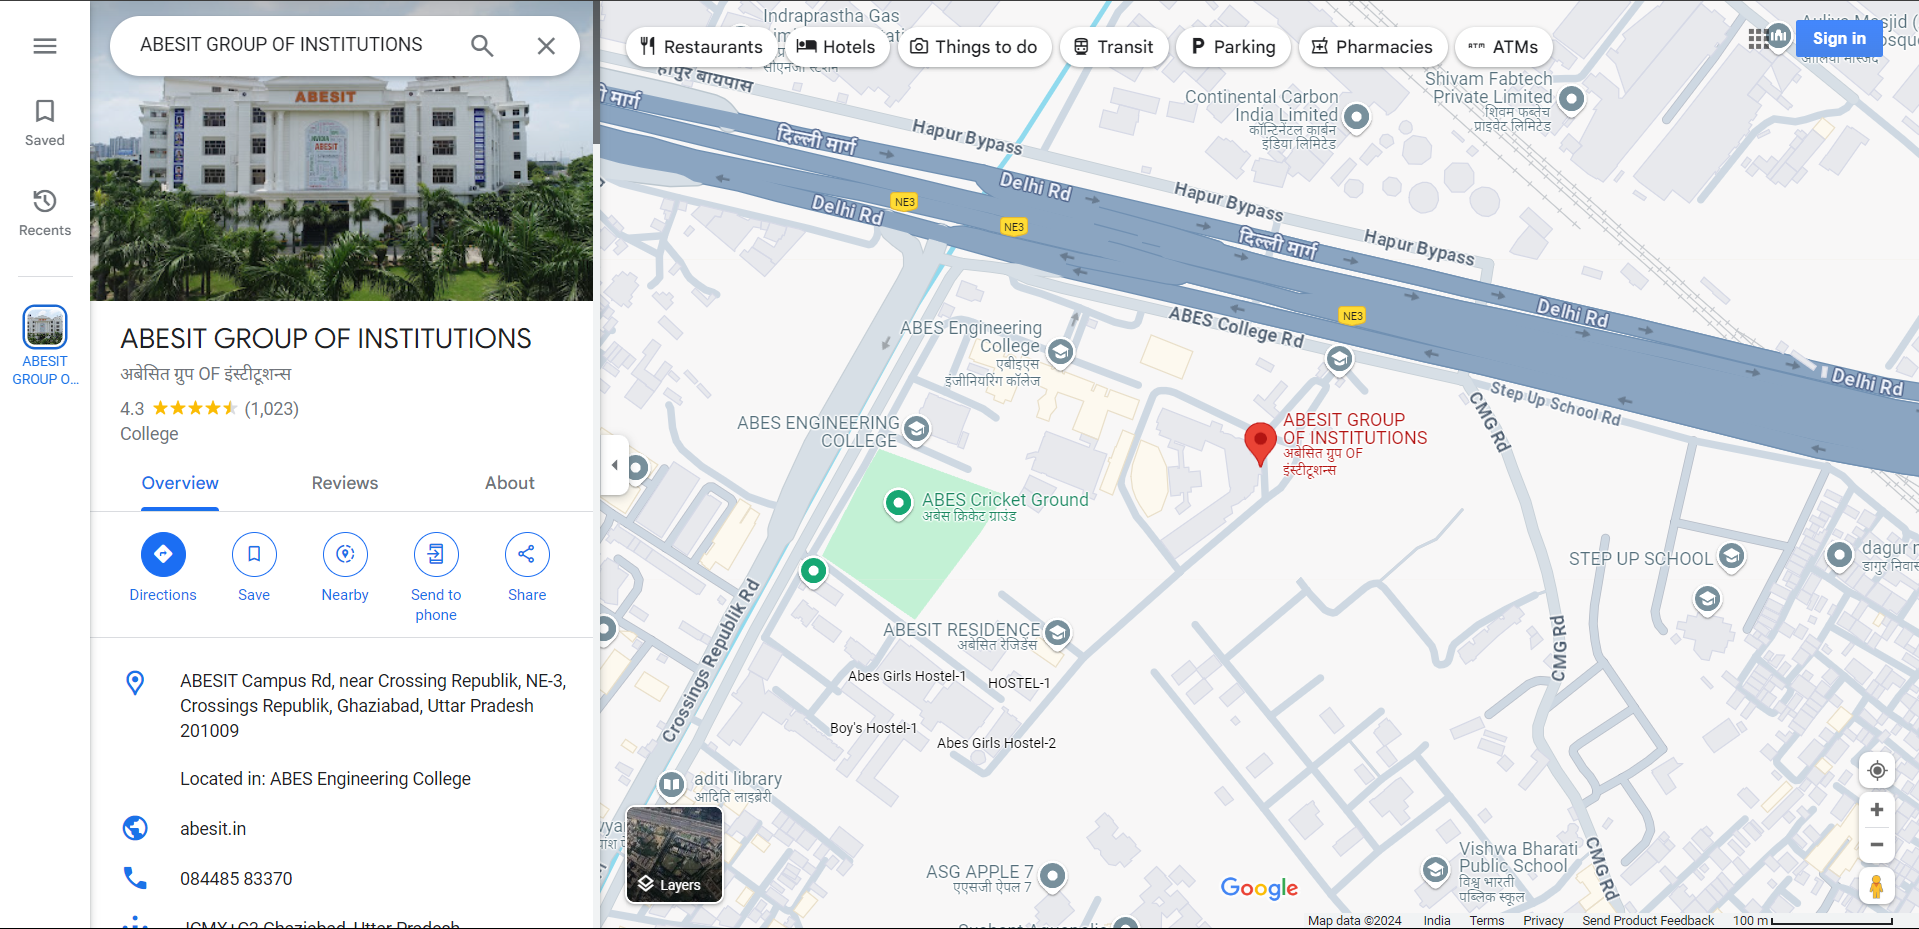 ABESIT GROUP OF INSTITUTIONS
Saved
Recents
ABESIT
GROUP O...
ABESIT
ABESIT
ABESIT GROUP OF INSTITUTIONS
अबेसित ग्रुप OF इंस्टीटूशन्स
4.3 (1,023)
College
Overview Reviews About
Directions Save Nearby Send to phone Share
ABESIT Campus Rd, near Crossing Republik, NE-3,
Crossings Republik, Ghaziabad, Uttar Pradesh
201009
Located in: ABES Engineering College
abesit.in
084485 83370
Restaurants Hotels Things to do Transit Parking Pharmacies ATMs
Sign in
Indraprastha Gas
हापुर बायपास
Continental Carbon
India Limited
कॉन्टिनेंटल कार्बन
इंडिया लिमिटेड
Shivam Fabtech
Private Limited
शिवम फब्तेच
प्राइवेट लिमिटेड
Hapur Bypass
दिल्ली मार्ग
Delhi Rd
Hapur Bypass
Delhi Rd
NE3
NE3
दिल्ली मार्ग
Hapur Bypass
Delhi Rd
NE3
ABES College Rd
Delhi Rd
Step Up School Rd
ABES Engineering
College
एबीइएस
इंजीनियरिंग कॉलेज
ABES ENGINEERING
COLLEGE
ABESIT GROUP
OF INSTITUTIONS
अबेसित ग्रुप OF
इंस्टीटूशन्स
CMG Rd
ABES Cricket Ground
अबेस क्रिकेट ग्राउंड
STEP UP SCHOOL
dagur
डागुर निवास
Crossings Republik Rd
ABESIT RESIDENCE
अबेसित रेजिडेंस
CMG Rd
Abes Girls Hostel-1
HOSTEL-1
Boy's Hostel-1
Abes Girls Hostel-2
aditi library
आदिति लाइब्रेरी
Layers
ASG APPLE 7
एएसजी ऐपल 7
Vishwa Bharati
Public School
विश्व भारती
पब्लिक स्कूल
CMG Rd
Google
Map data ©2024 India Terms Privacy Send Product Feedback 100 m